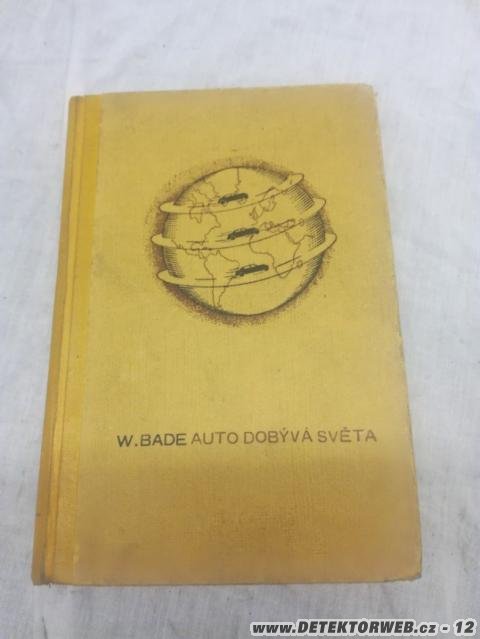 W. BADE AUTO DOBÝVÁ SVĚTA
www.DETEKTORWEB.cz - 12